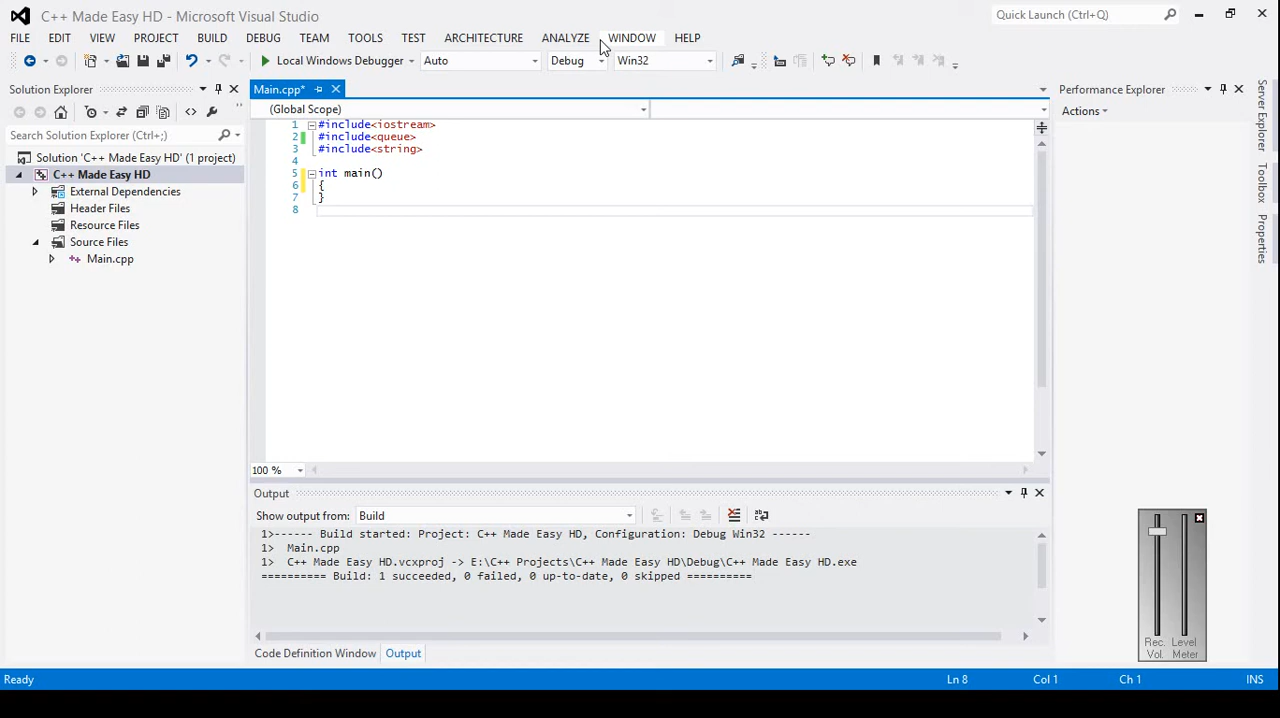 C++ Made Easy HD - Microsoft Visual Studio
Quick Launch (Ctrl+Q)
FILE EDIT VIEW PROJECT BUILD DEBUG TEAM TOOLS TEST ARCHITECTURE ANALYZE WINDOW HELP
Local Windows Debugger Auto Debug Win32
Solution Explorer
Main.cpp*
Performance Explorer
(Global Scope)
Actions
Search Solution Explorer (Ctrl+;)
Solution 'C++ Made Easy HD' (1 project)
C++ Made Easy HD
External Dependencies
Header Files
Resource Files
Source Files
Main.cpp
1 #include<iostream>
2 #include<queue>
3 #include<string>
4
5 int main()
6 {
7 }
8
100 %
Server Explorer
Toolbox
Properties
Output
Show output from: Build
1>------ Build started: Project: C++ Made Easy HD, Configuration: Debug Win32 ------
1> Main.cpp
1> C++ Made Easy HD.vcxproj -> E:\C++ Projects\C++ Made Easy HD\Debug\C++ Made Easy HD.exe
========== Build: 1 succeeded, 0 failed, 0 up-to-date, 0 skipped ==========
Code Definition Window Output
Rec. Level
Vol. Meter
Ready Ln 8 Col 1 Ch 1 INS